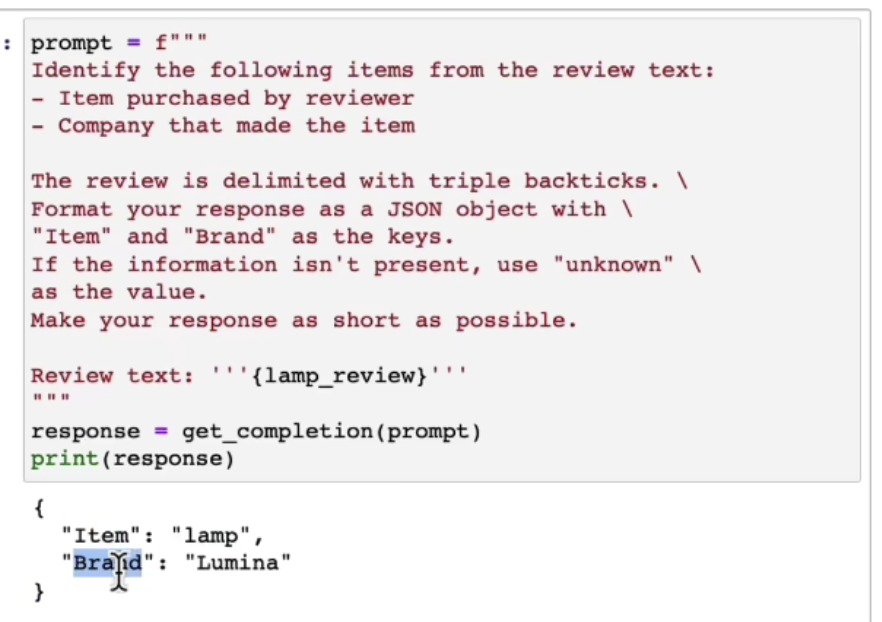 : prompt = f"""
Identify the following items from the review text:
- Item purchased by reviewer
- Company that made the item
The review is delimited with triple backticks. \
Format your response as a JSON object with \
"Item" and "Brand" as the keys.
If the information isn't present, use "unknown" \
as the value.
Make your response as short as possible.
Review text: '''{lamp_review}'''
"""
response = get_completion(prompt)
print(response)
{
"Item": "lamp",
"Brand": "Lumina"
}